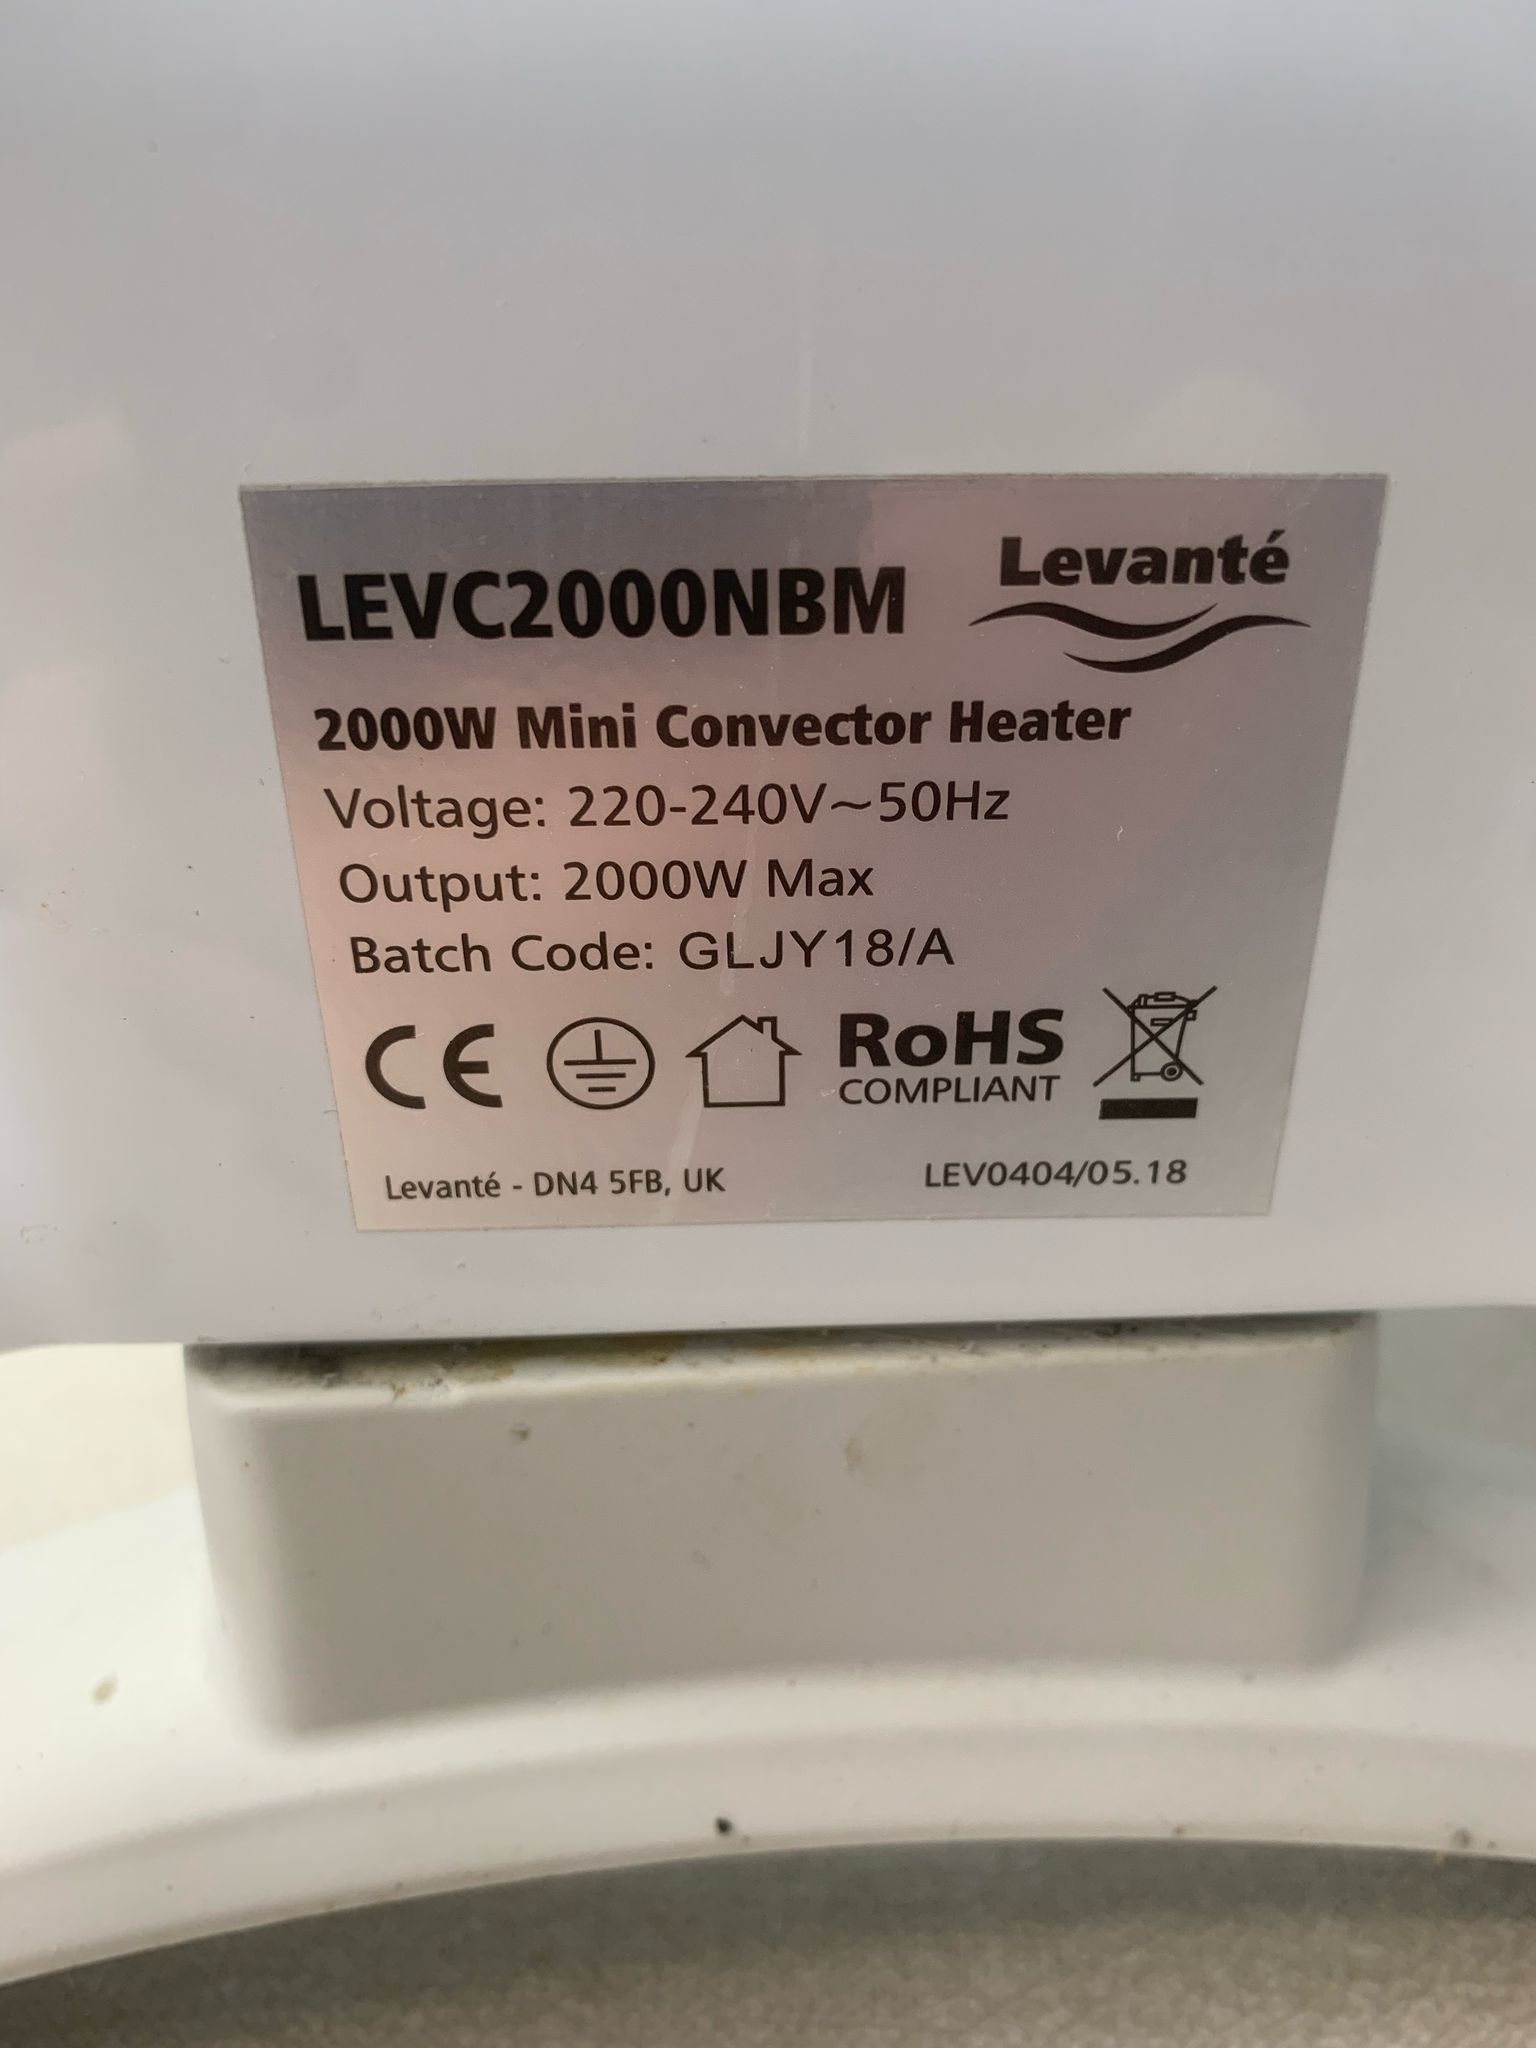 LEVC2000NBM
Levanté
2000W Mini Convector Heater
Voltage: 220-240V~50Hz
Output: 2000W Max
Batch Code: GLJY18/A
CE
RoHS
COMPLIANT
Levanté - DN4 5FB, UK
LEV0404/05.18